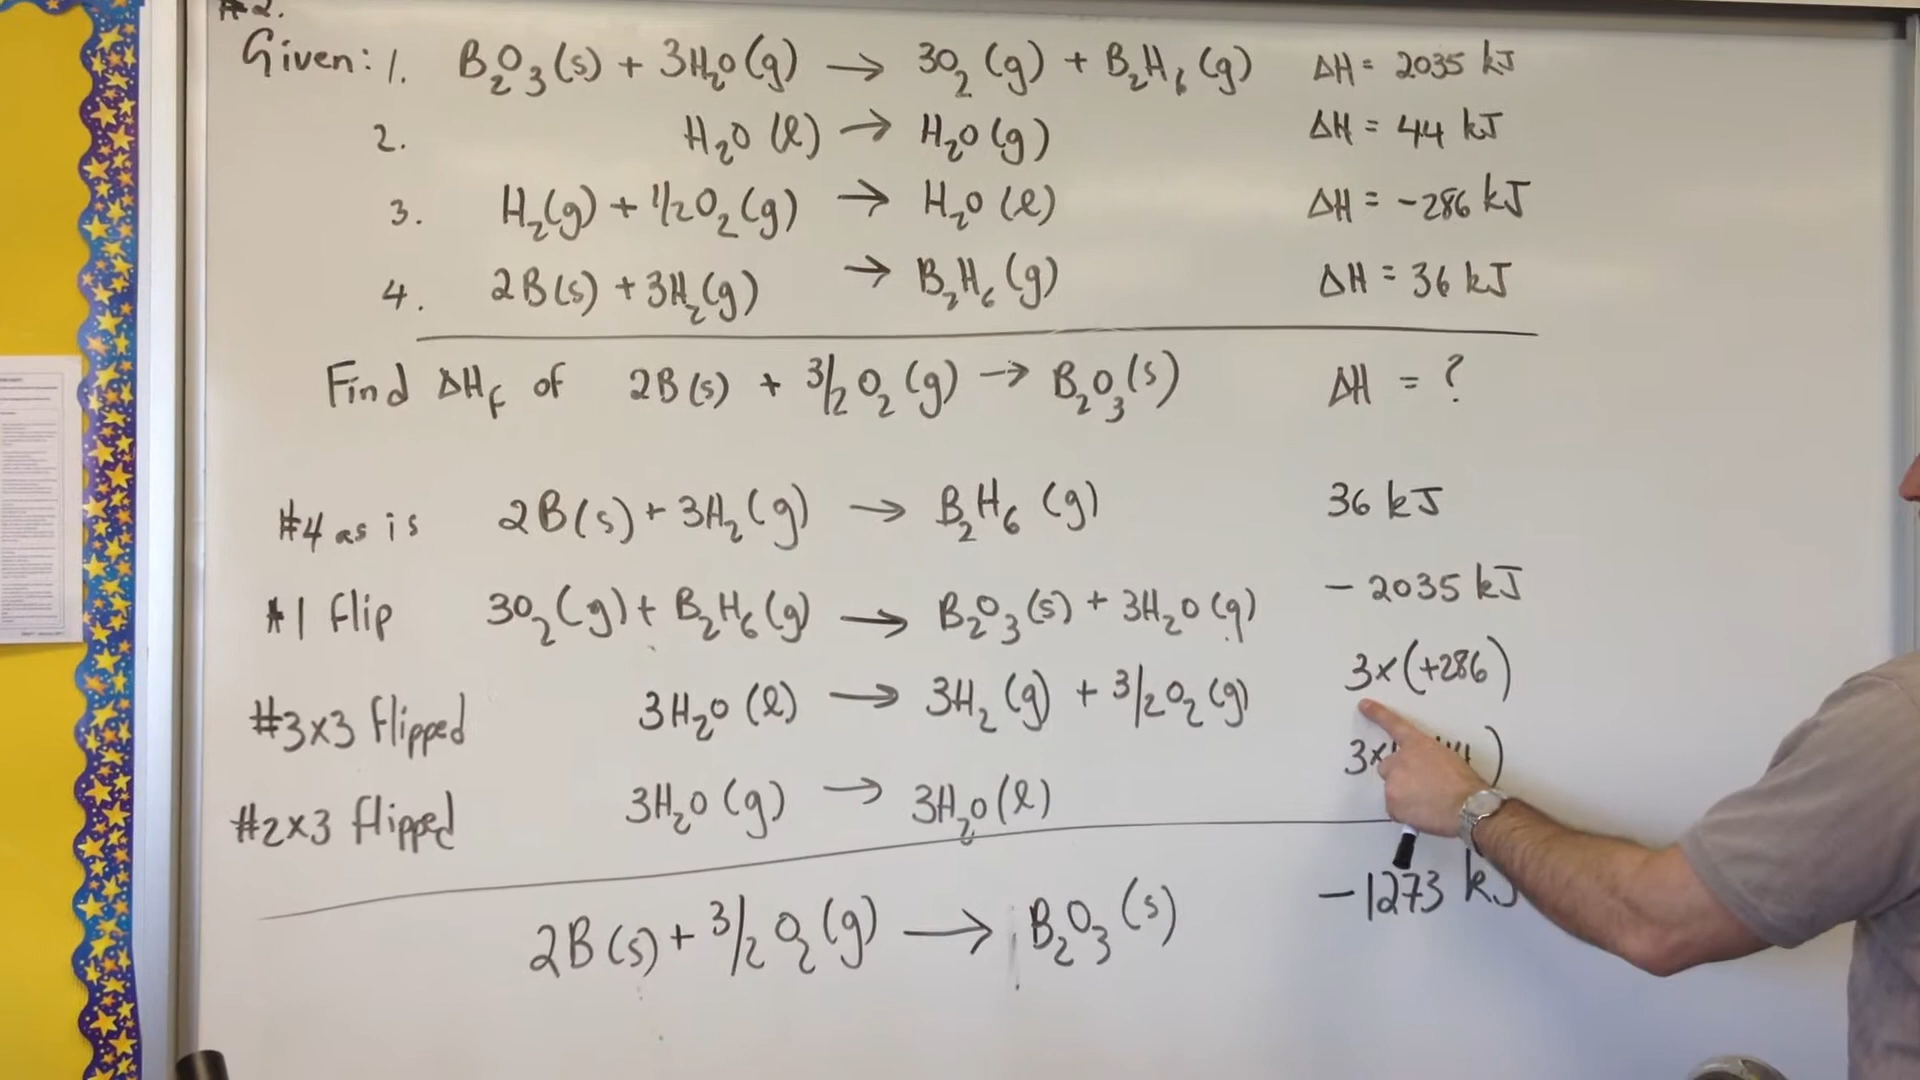 #2.
Given: 1. B₂O₃(s) + 3H₂O(g) → 3O₂(g) + B₂H₆(g) ΔH = 2035 kJ
2. H₂O(l) → H₂O(g) ΔH = 44 kJ
3. H₂(g) + 1/2O₂(g) → H₂O(l) ΔH = -286 kJ
4. 2B(s) + 3H₂(g) → B₂H₆(g) ΔH = 36 kJ
Find ΔHf of 2B(s) + 3/2O₂(g) → B₂O₃(s) ΔH = ?
#4 as is 2B(s) + 3H₂(g) → B₂H₆(g) 36 kJ
#1 flip 3O₂(g) + B₂H₆(g) → B₂O₃(s) + 3H₂O(g) - 2035 kJ
#3x3 flipped 3H₂O(l) → 3H₂(g) + 3/2O₂(g) 3x(+286)
#2x3 flipped 3H₂O(g) → 3H₂O(l) 3x
2B(s) + 3/2O₂(g) → B₂O₃(s) -1273 kJ